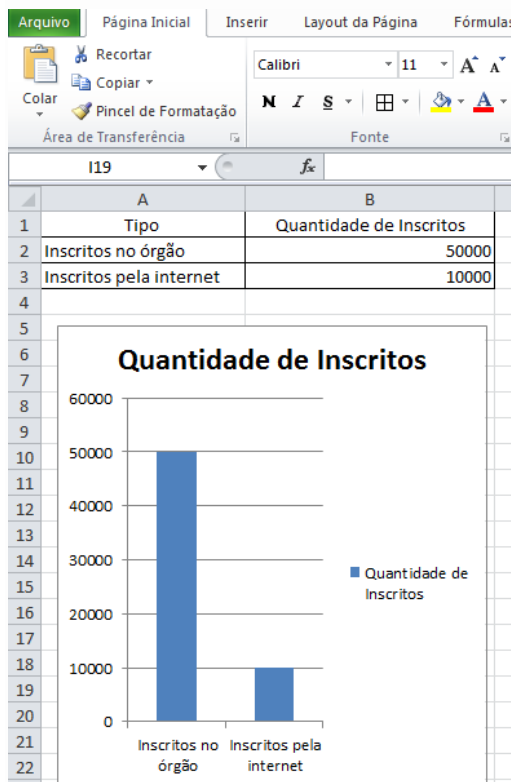 Arquivo Página Inicial Inserir Layout da Página Fórmulas
Recortar
Copiar
Pincel de Formatação
Colar
Área de Transferência
Calibri 11 A A
N I S A
Fonte
I19 fx
A B
1 Tipo Quantidade de Inscritos
2 Inscritos no órgão 50000
3 Inscritos pela internet 10000
4
5
6
7
8
9
10
11
12
13
14
15
16
17
18
19
20
21
22
Quantidade de Inscritos
60000
50000
40000
30000
20000
10000
0
Inscritos no órgão
Inscritos pela internet
Quantidade de
Inscritos